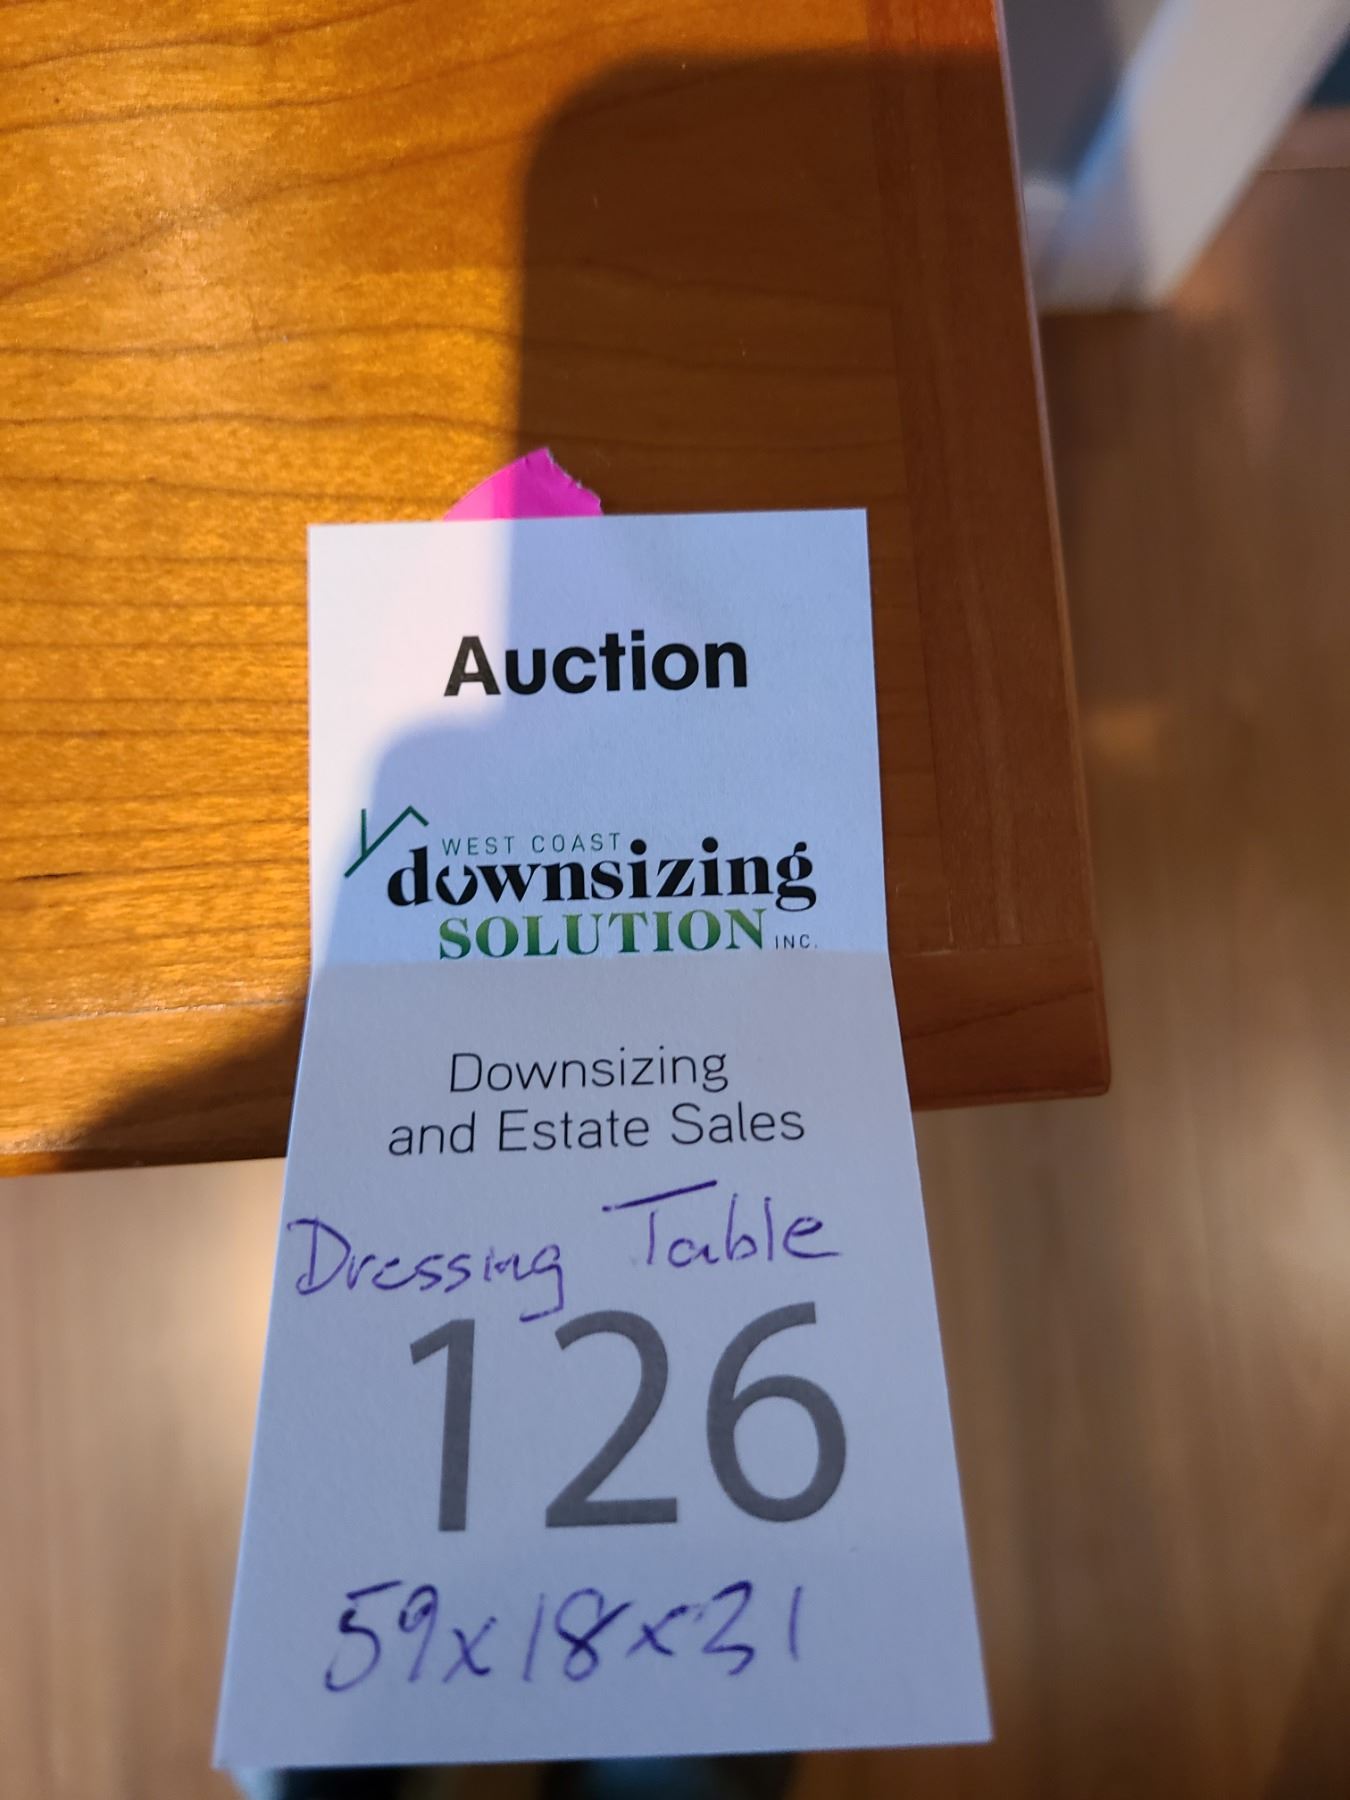 Auction
WEST COAST
downsizing
SOLUTION INC.
Downsizing
and Estate Sales
Dressing Table
126
59x18x31